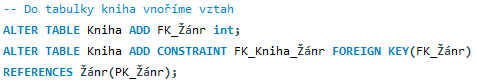 -- Do tabulky kniha vnoříme vztah
ALTER TABLE Kniha ADD FK_Žánr int;
ALTER TABLE Kniha ADD CONSTRAINT FK_Kniha_Žánr FOREIGN KEY(FK_Žánr)
REFERENCES Žánr(PK_Žánr);